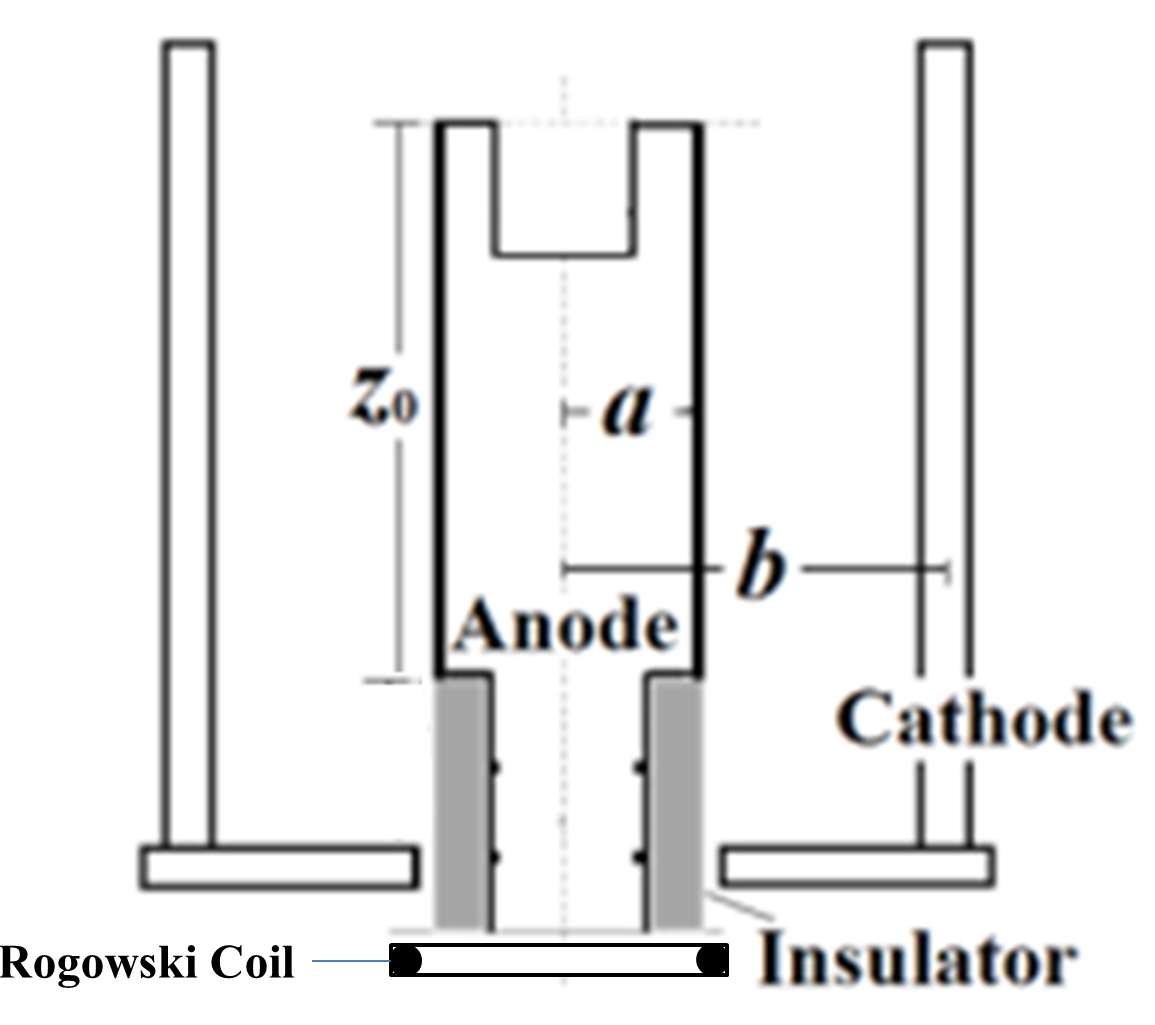 z₀
a
b
Anode
Cathode
Insulator
Rogowski Coil